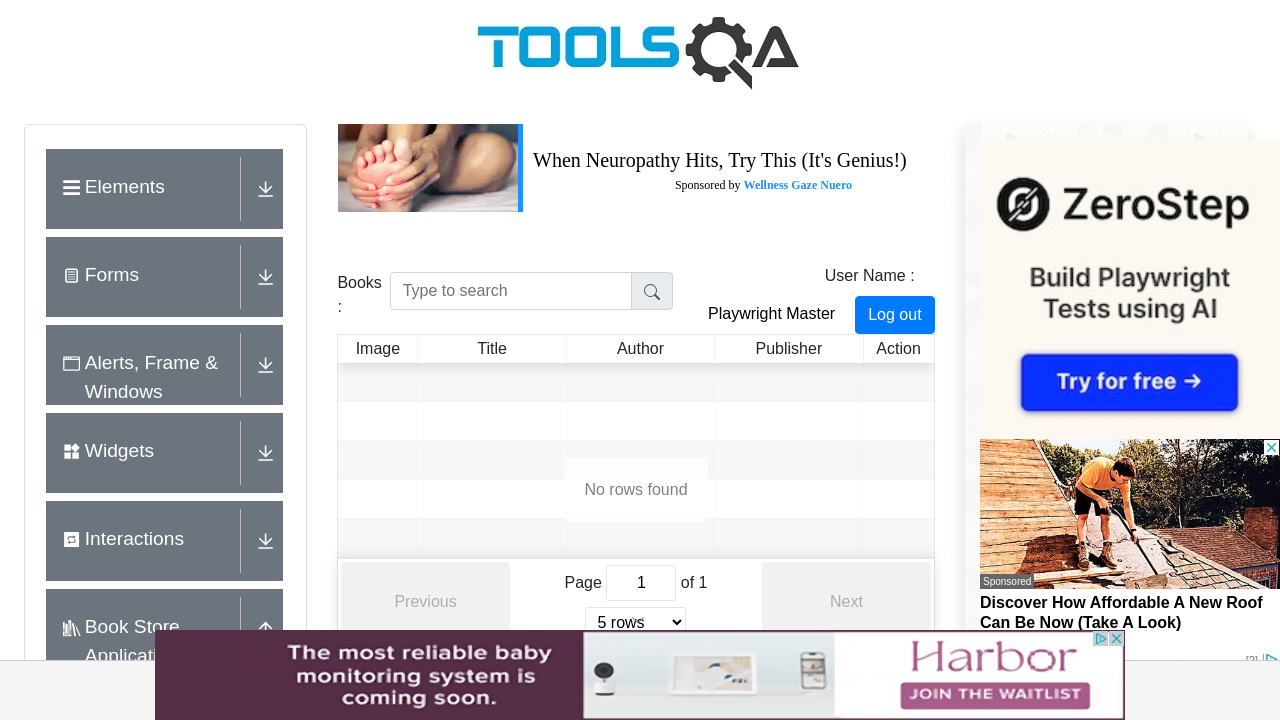 TOOLSQA
Elements
Forms
Alerts, Frame &
Windows
Widgets
Interactions
Book Store
When Neuropathy Hits, Try This (It's Genius!)
Sponsored by Wellness Gaze Nuero
Books
:
Type to search
User Name :
Playwright Master
Log out
Image Title Author Publisher Action
No rows found
Previous
Page 1 of 1
5 rows
Next
ZeroStep
Build Playwright
Tests using AI
Try for free →
Sponsored
Discover How Affordable A New Roof
Can Be Now (Take A Look)
The most reliable baby
monitoring system is
coming soon.
Harbor
JOIN THE WAITLIST